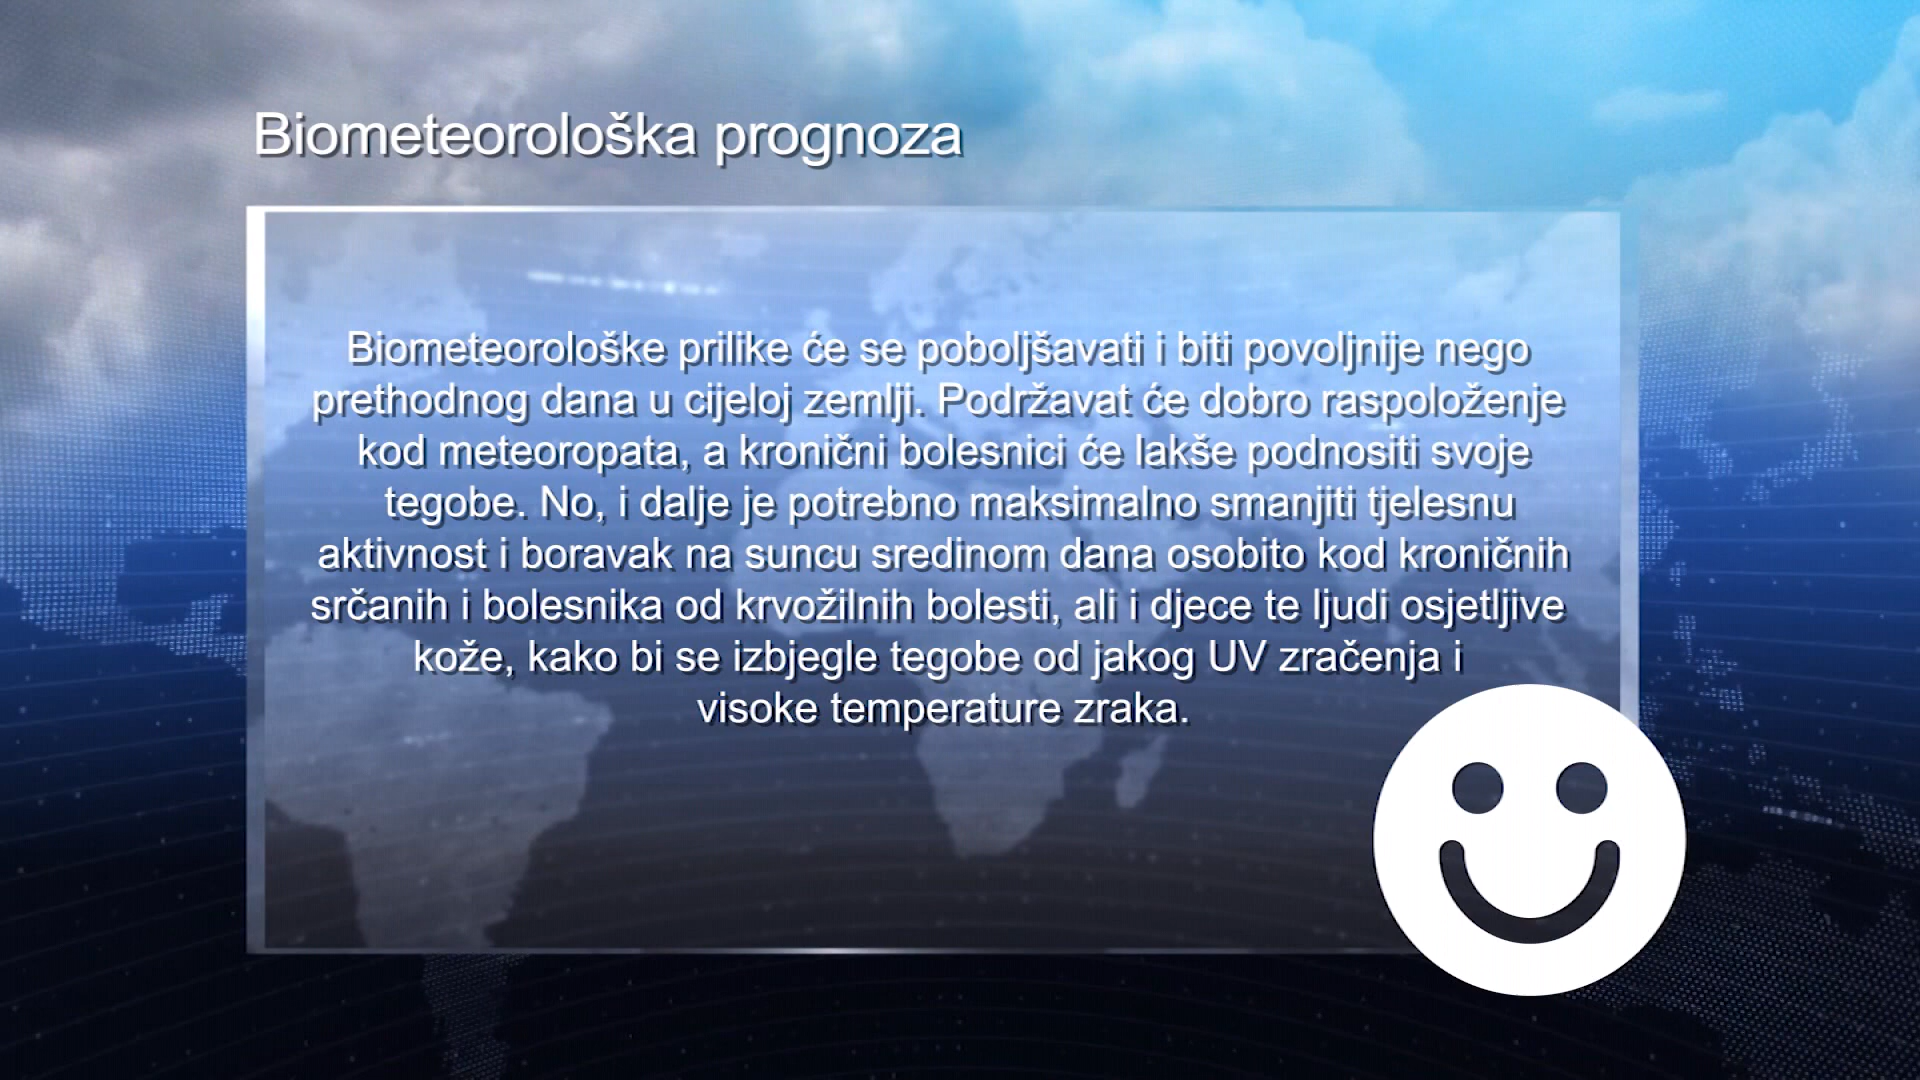 Biometeorološka prognoza
Biometeorološke prilike će se poboljšavati i biti povoljnije nego
prethodnog dana u cijeloj zemlji. Podržavat će dobro raspoloženje
kod meteoropata, a kronični bolesnici će lakše podnositi svoje
tegobe. No, i dalje je potrebno maksimalno smanjiti tjelesnu
aktivnost i boravak na suncu sredinom dana osobito kod kroničnih
srčanih i bolesnika od krvožilnih bolesti, ali i djece te ljudi osjetljive
kože, kako bi se izbjegle tegobe od jakog UV zračenja i
visoke temperature zraka.